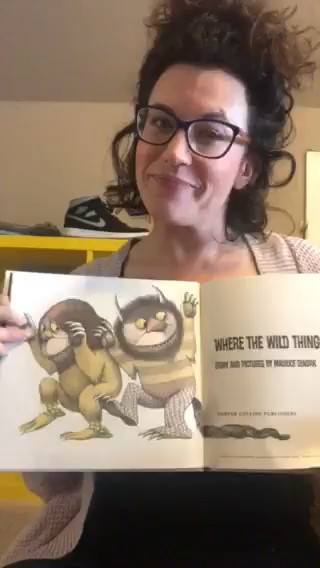 WHERE THE WILD THING
STORY AND PICTURES BY MAURICE SENDAK
HARPER COLLINS PUBLISHERS